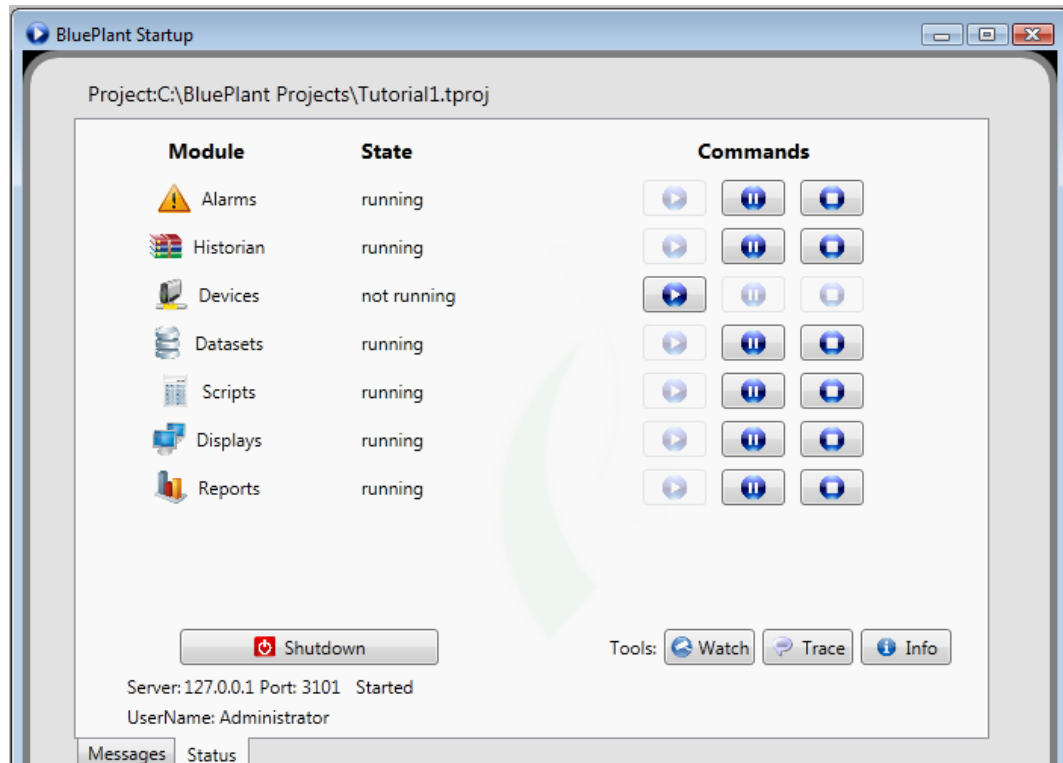 BluePlant Startup
Project:C:\BluePlant Projects\Tutorial1.tproj
Module State Commands
Alarms running
Historian running
Devices not running
Datasets running
Scripts running
Displays running
Reports running
Shutdown Tools: Watch Trace Info
Server: 127.0.0.1 Port: 3101 Started
UserName: Administrator
Messages Status